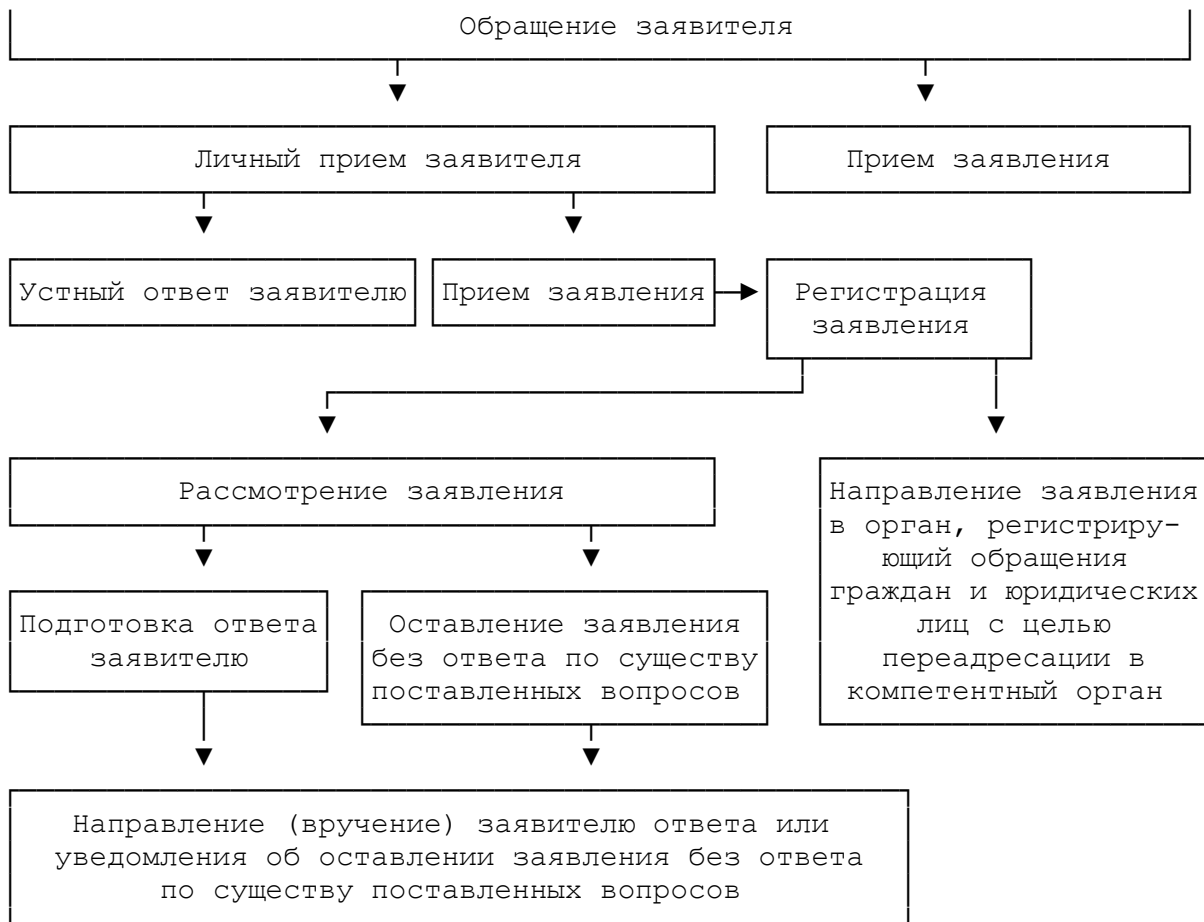 Обращение заявителя
Личный прием заявителя
Прием заявления
Устный ответ заявителю
Прием заявления
Регистрация
заявления
Рассмотрение заявления
Направление заявления
в орган, регистриру-
ющий обращения
граждан и юридических
лиц с целью
переадресации в
компетентный орган
Подготовка ответа
заявителю
Оставление заявления
без ответа по существу
поставленных вопросов
Направление (вручение) заявителю ответа или
уведомления об оставлении заявления без ответа
по существу поставленных вопросов